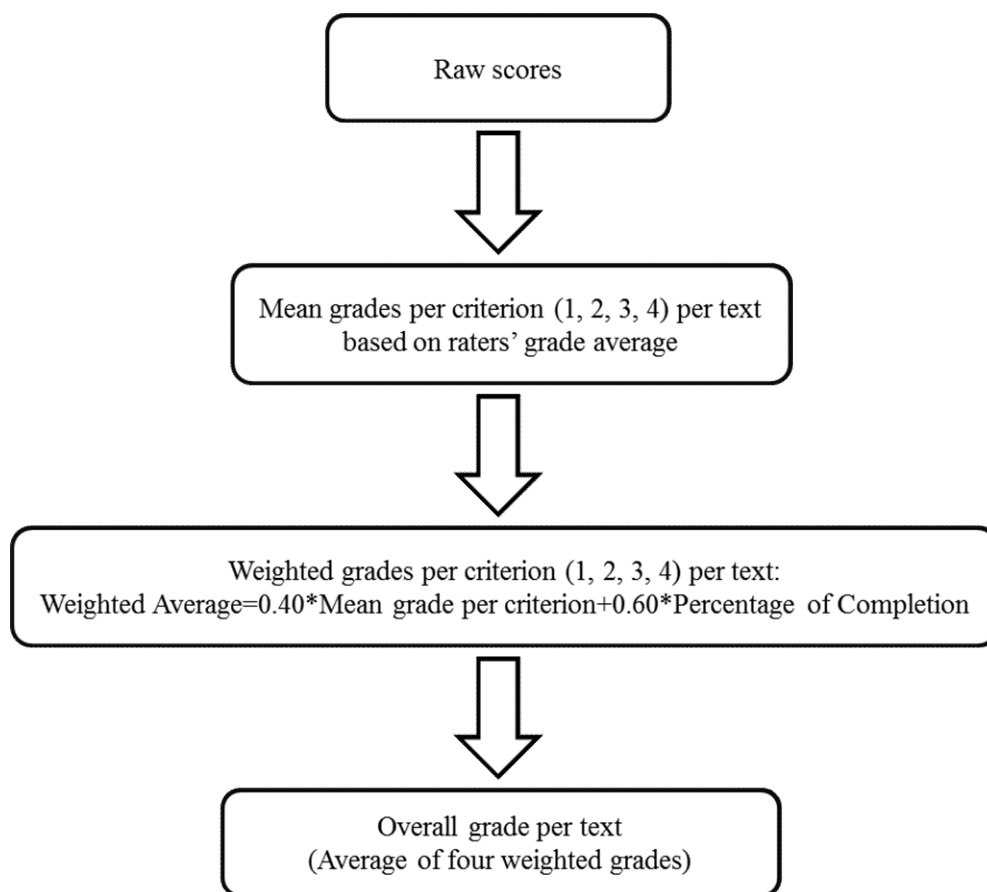 Raw scores
Mean grades per criterion (1, 2, 3, 4) per text
based on raters’ grade average
Weighted grades per criterion (1, 2, 3, 4) per text:
Weighted Average=0.40*Mean grade per criterion+0.60*Percentage of Completion
Overall grade per text
(Average of four weighted grades)